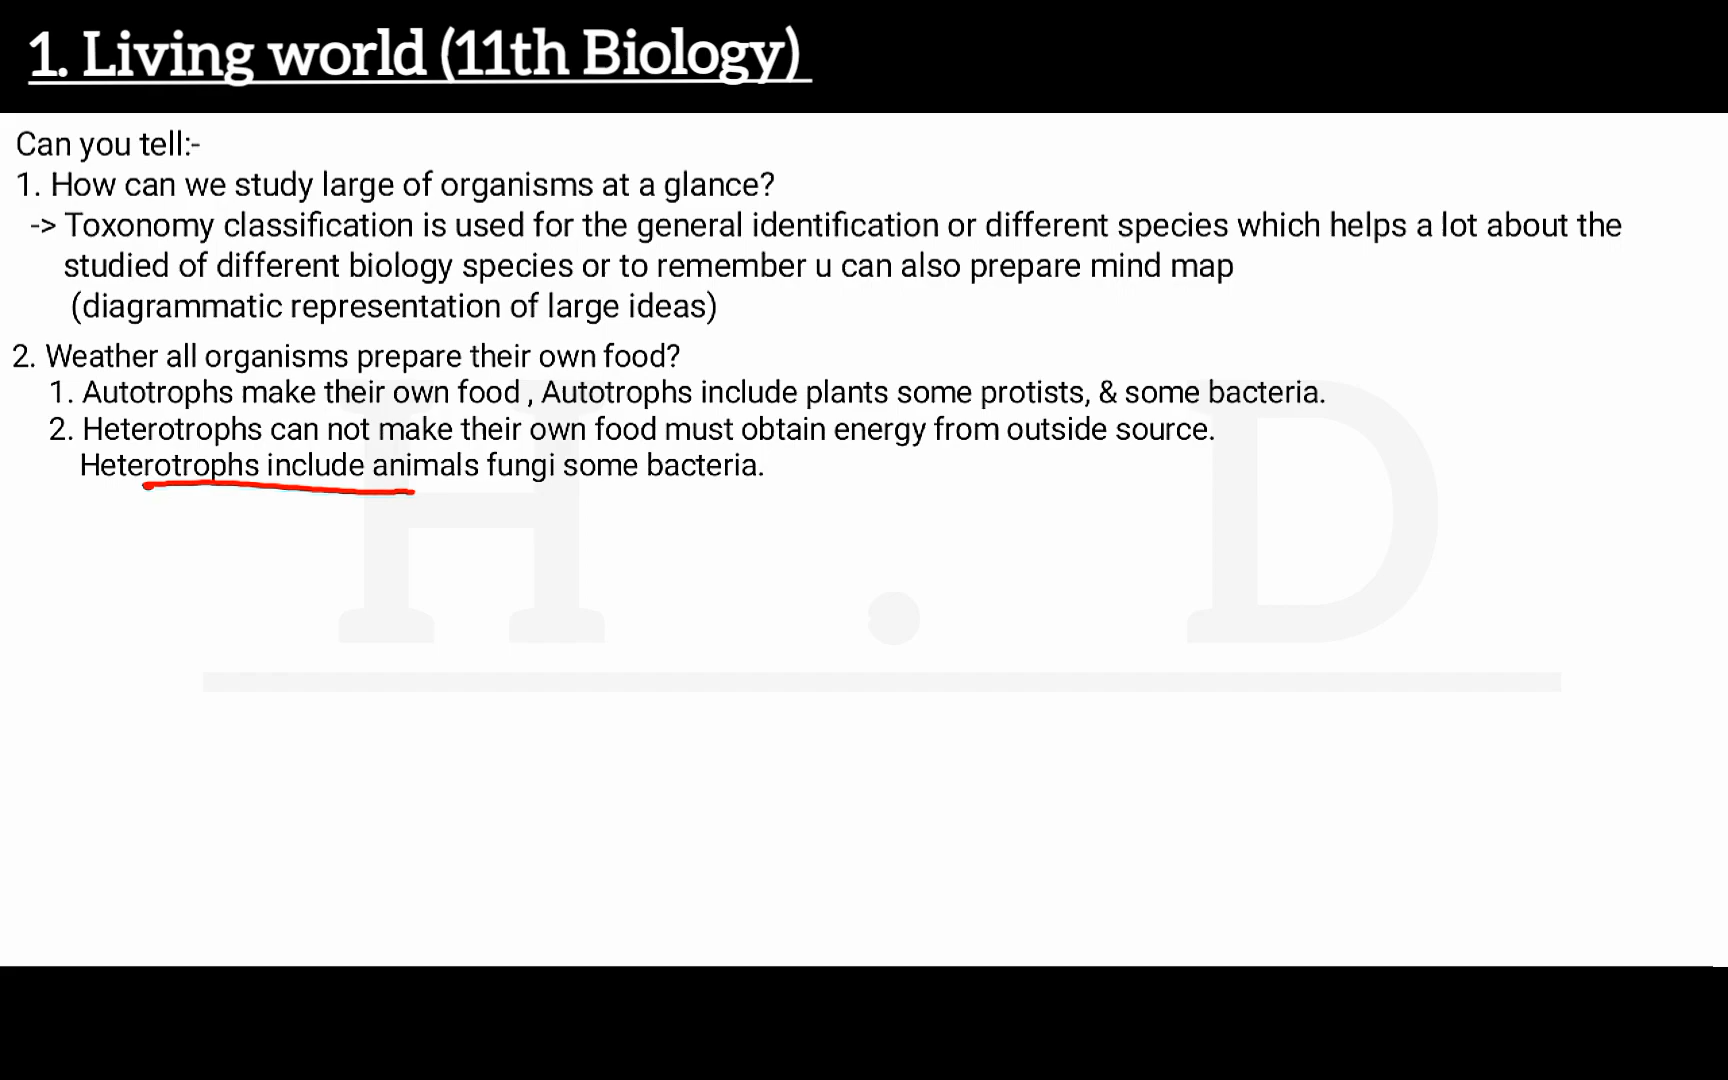 1. Living world (11th Biology)
Can you tell:-
1. How can we study large of organisms at a glance?
-> Toxonomy classification is used for the general identification or different species which helps a lot about the
studied of different biology species or to remember u can also prepare mind map
(diagrammatic representation of large ideas)
2. Weather all organisms prepare their own food?
1. Autotrophs make their own food , Autotrophs include plants some protists, & some bacteria.
2. Heterotrophs can not make their own food must obtain energy from outside source.
Heterotrophs include animals fungi some bacteria.
H . D